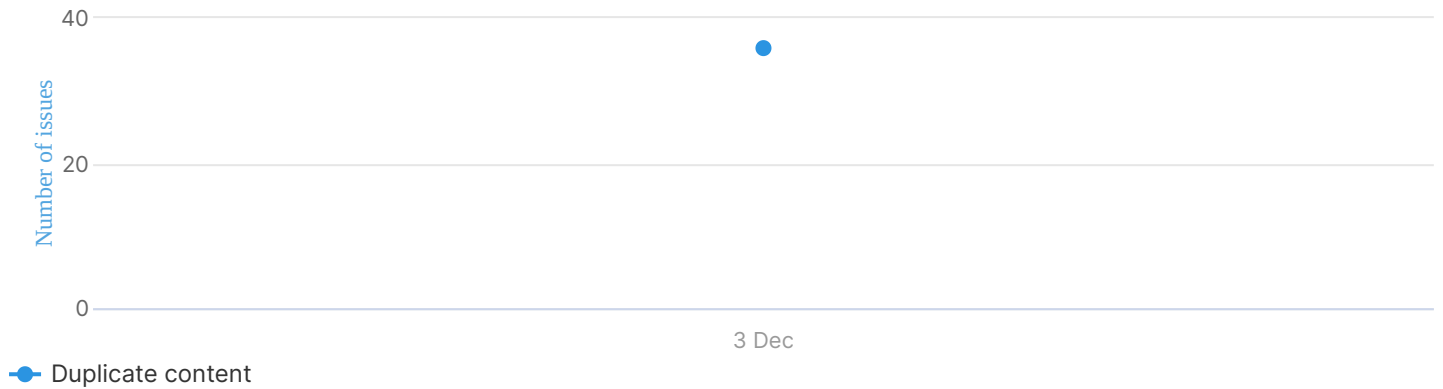 40
Number of issues
20
0
3 Dec
Duplicate content